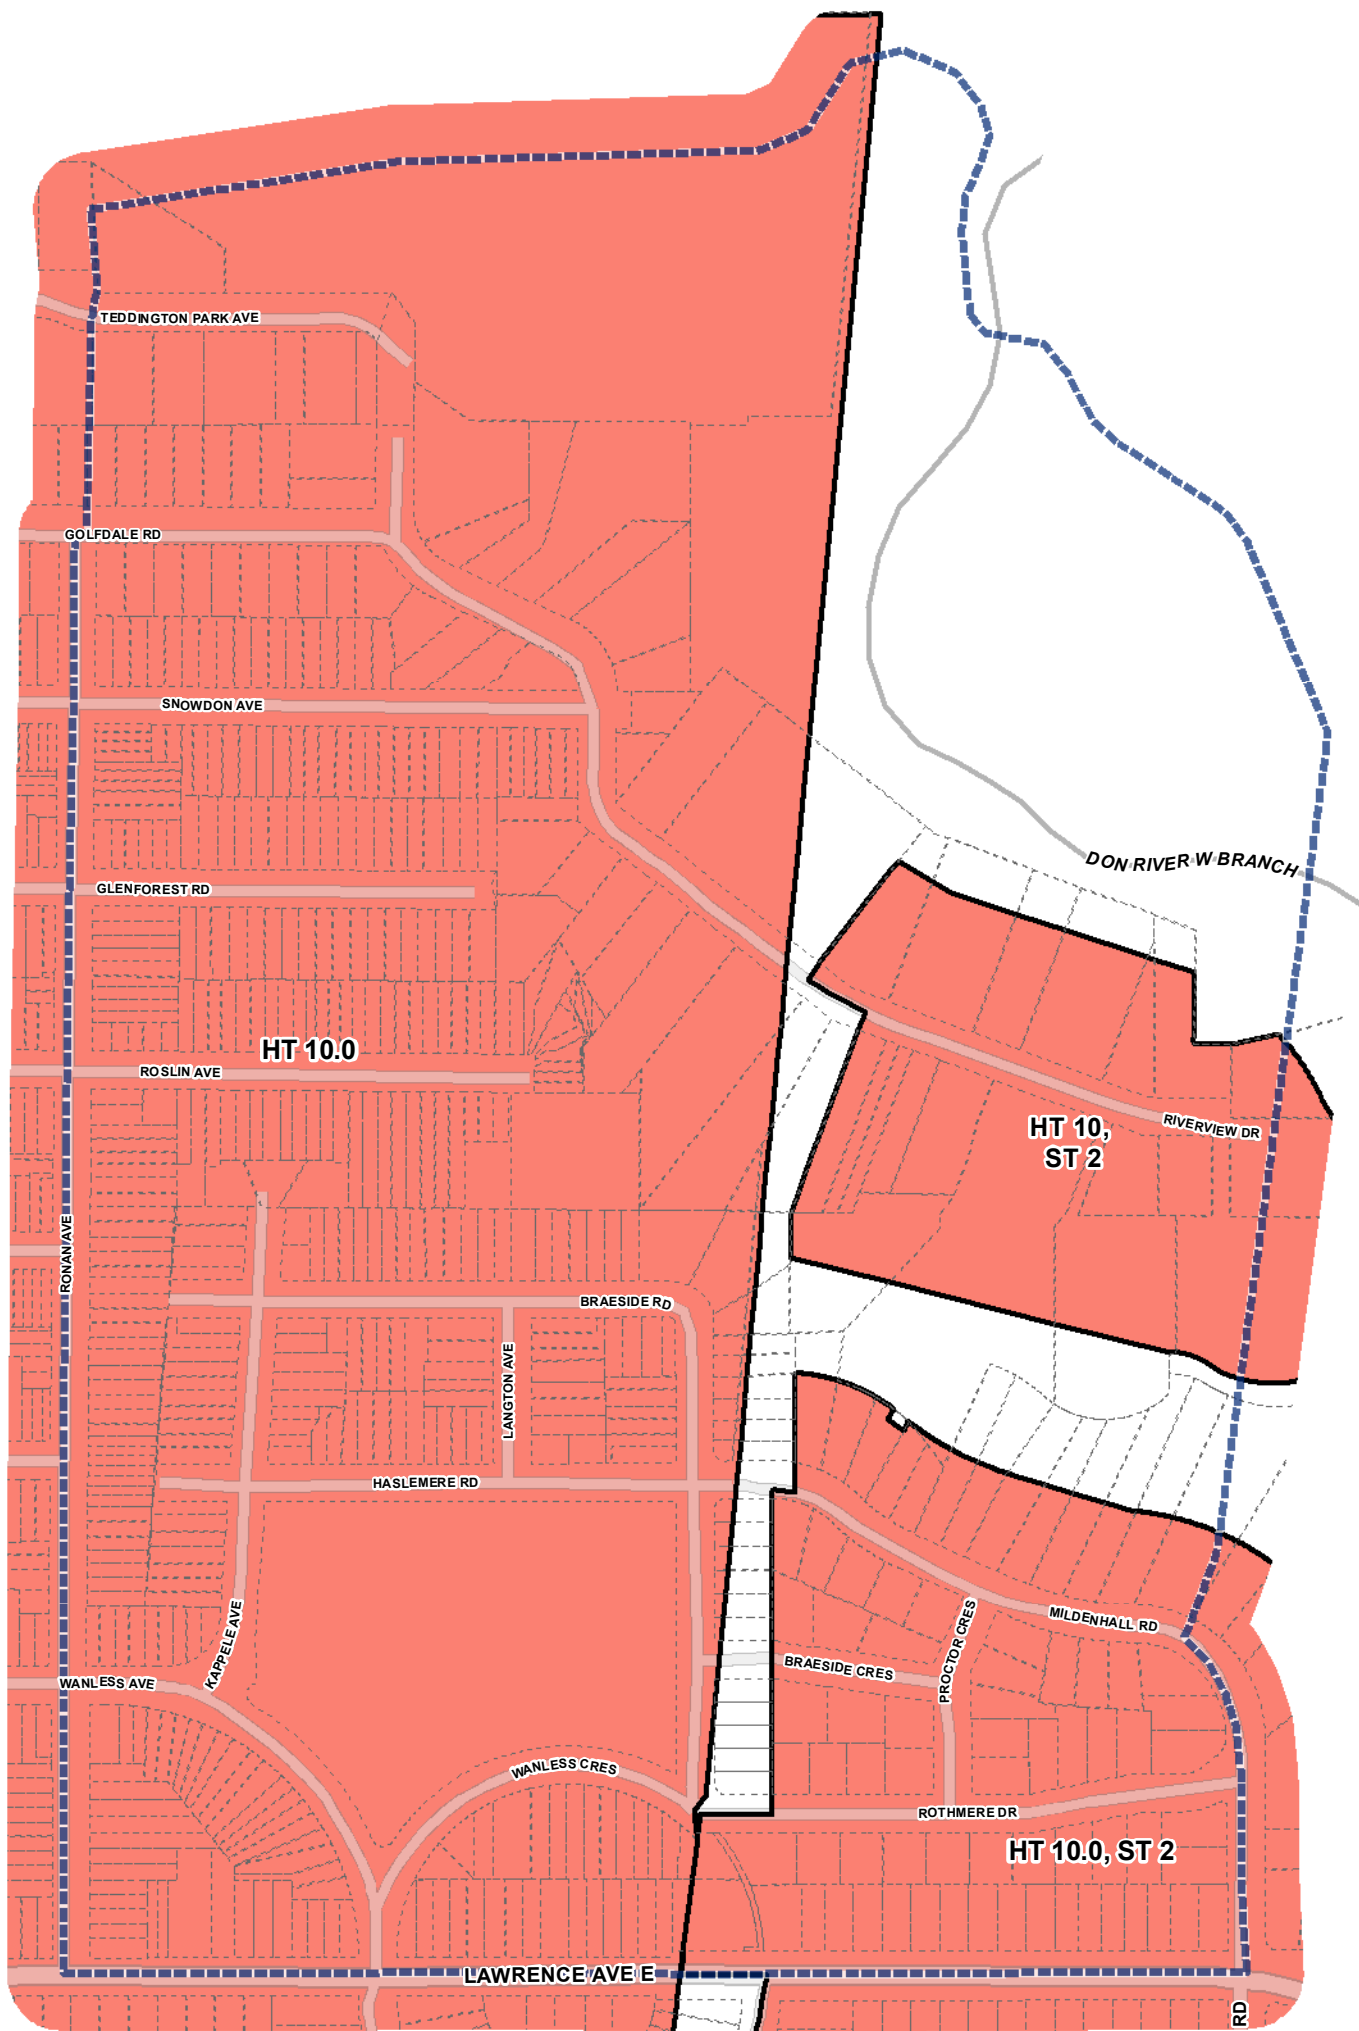 TEDDINGTON PARK AVE
GOLFDALE RD
SNOWDON AVE
DON RIVER W BRANCH
GLENFOREST RD
HT 10.0
ROSLIN AVE
RIVERVIEW DR
HT 10,
ST 2
RONAN AVE
BRAESIDE RD
LANGTON AVE
HASLEMERE RD
KAPPELE AVE
PROCTOR CRES
MILDENHALL RD
BRAESIDE CRES
WANLESS AVE
WANLESS CRES
ROTHMERE DR
HT 10.0, ST 2
LAWRENCE AVE E
RD